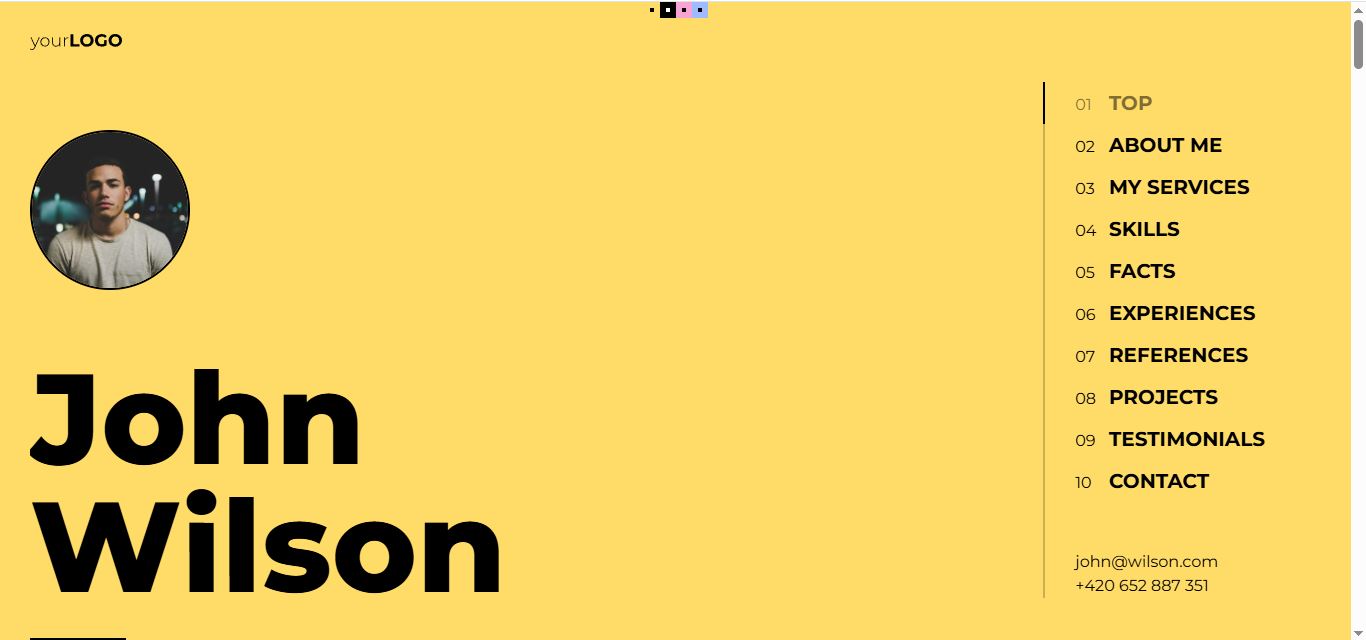 yourLOGO
01 TOP
02 ABOUT ME
03 MY SERVICES
04 SKILLS
05 FACTS
06 EXPERIENCES
07 REFERENCES
08 PROJECTS
09 TESTIMONIALS
10 CONTACT
john@wilson.com
+420 652 887 351
John
Wilson